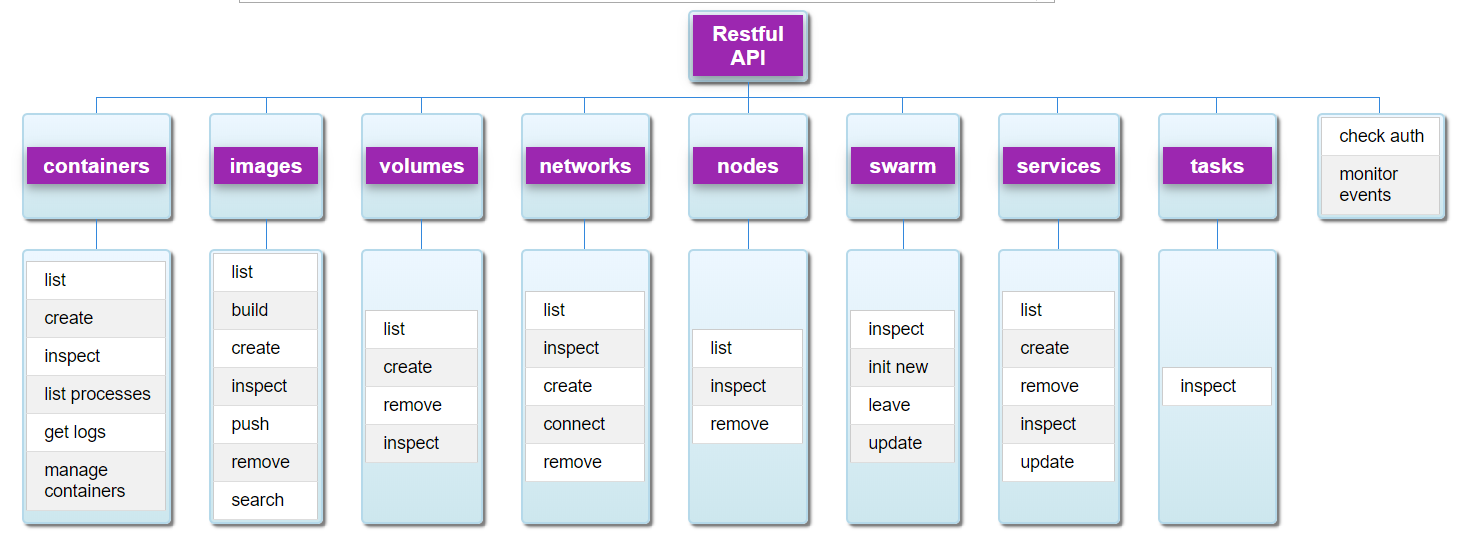 Restful
API
containers
images
volumes
networks
nodes
swarm
services
tasks
check auth
monitor
events
list
create
inspect
list processes
get logs
manage
containers
list
build
create
inspect
push
remove
search
list
create
remove
inspect
list
inspect
create
connect
remove
list
inspect
remove
inspect
init new
leave
update
list
create
remove
inspect
update
inspect